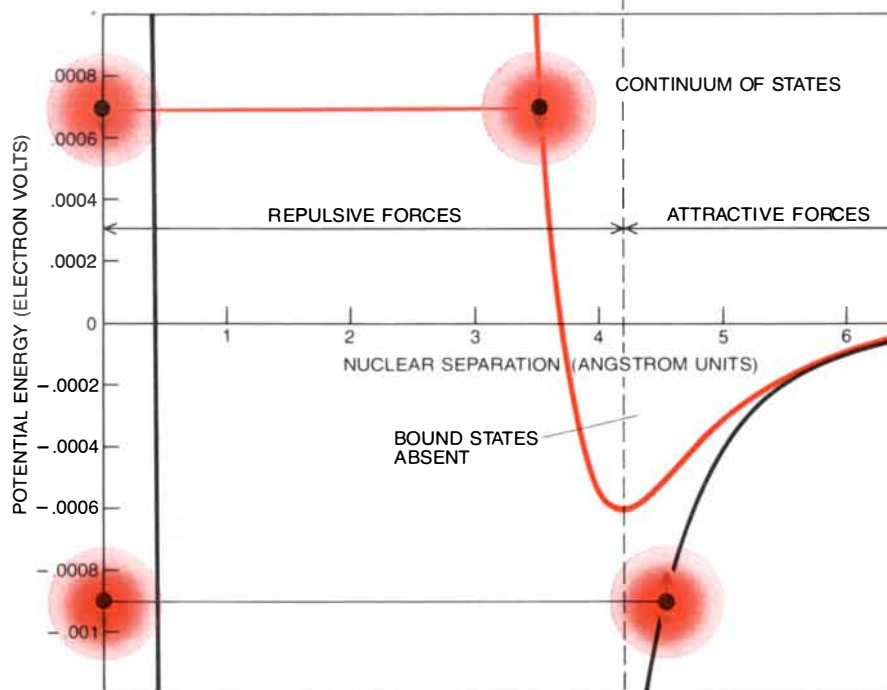 .0008
CONTINUUM OF STATES
.0006
.0004
REPULSIVE FORCES
ATTRACTIVE FORCES
.0002
0
1
2
3
4
5
6
NUCLEAR SEPARATION (ANGSTROM UNITS)
-.0002
-.0004
BOUND STATES
ABSENT
-.0006
-.0008
-.001
POTENTIAL ENERGY (ELECTRON VOLTS)